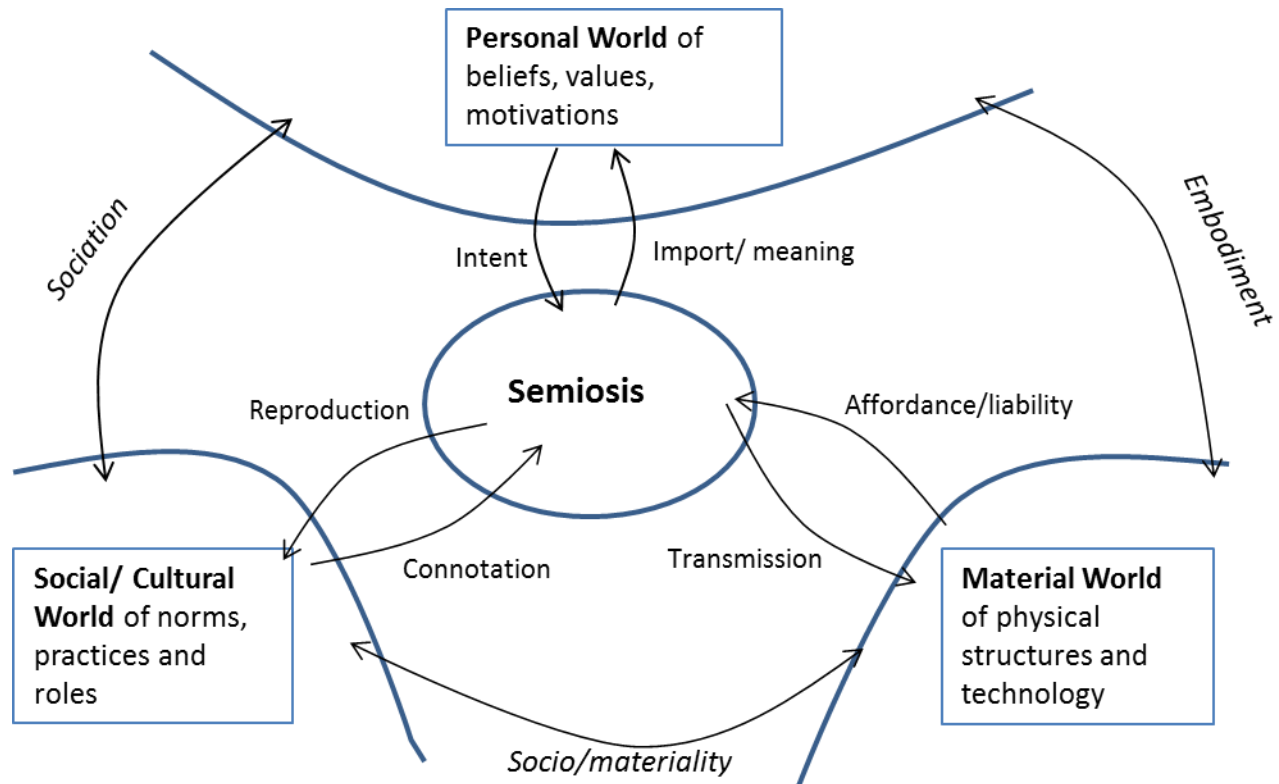 Personal World of
beliefs, values,
motivations
Sociation
Embodiment
Intent
Import/ meaning
Semiosis
Reproduction
Affordance/liability
Connotation
Transmission
Social/ Cultural
World of norms,
practices and
roles
Material World
of physical
structures and
technology
Socio/materiality